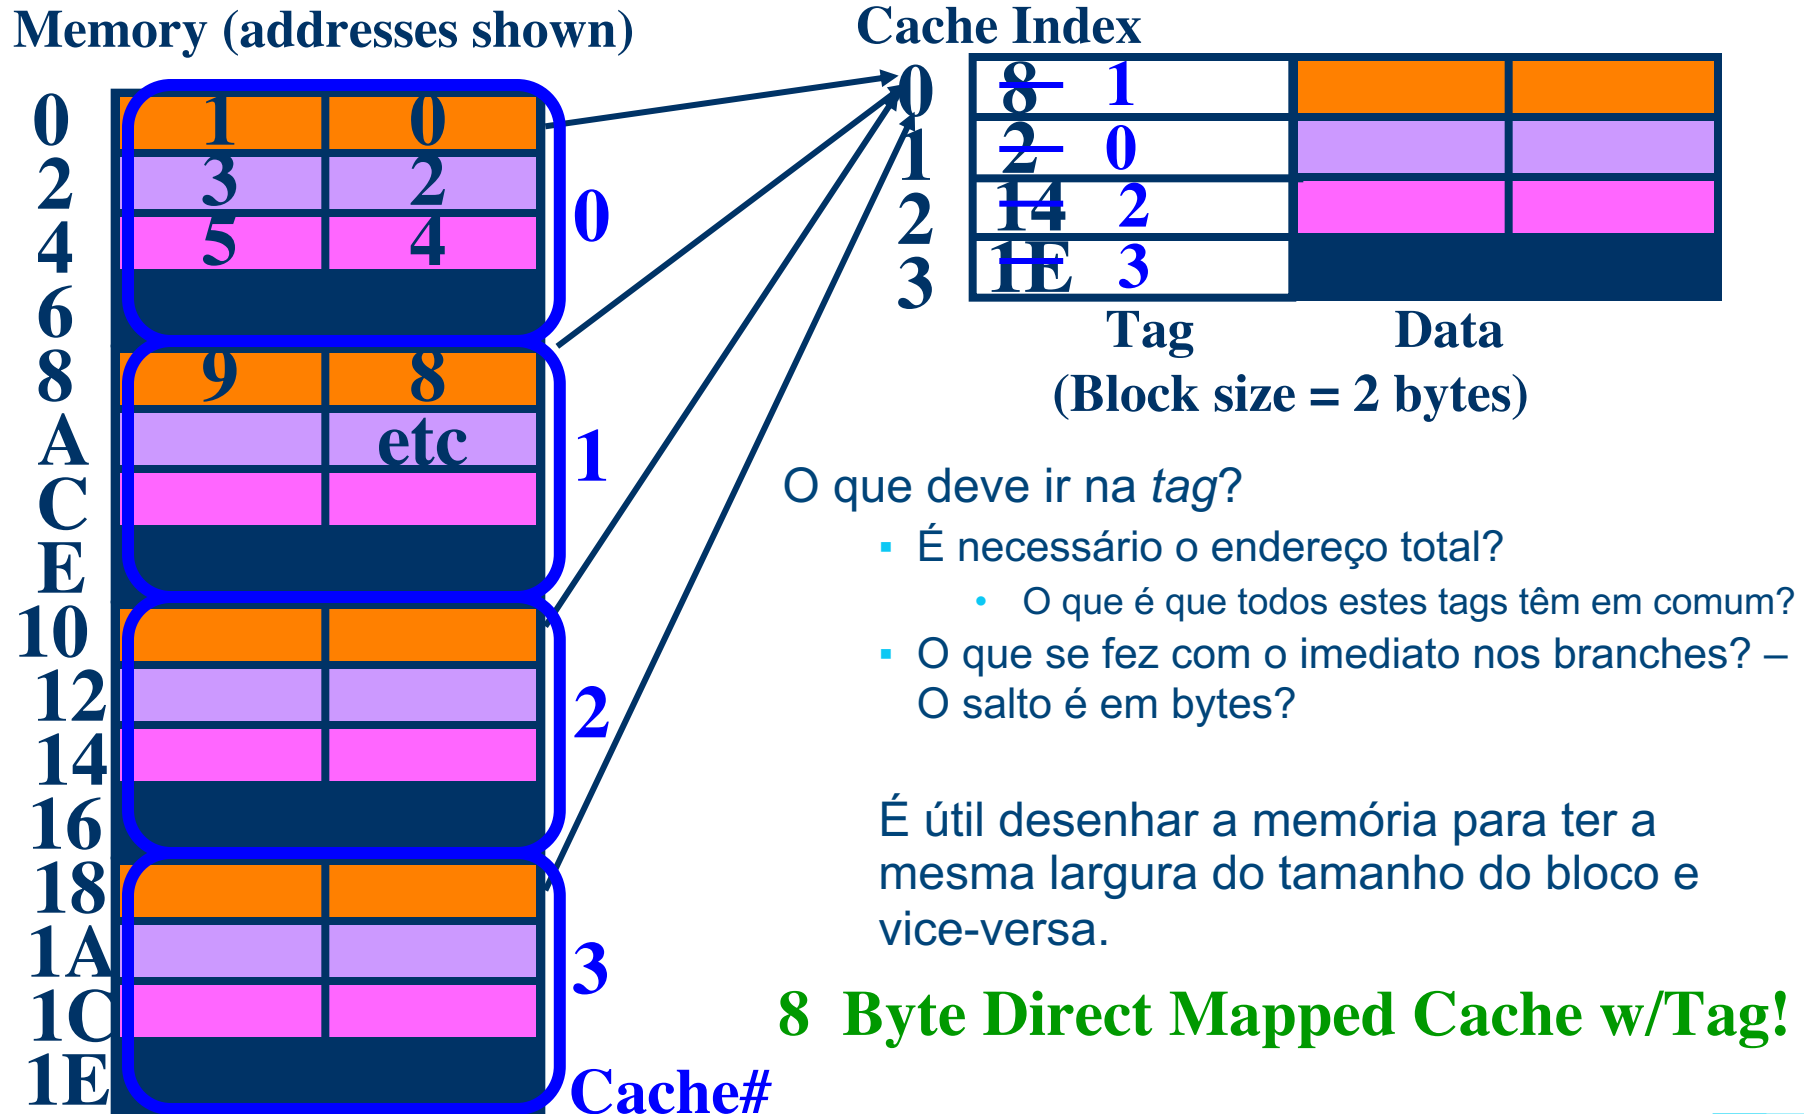 Memory (addresses shown)
0 1 0
2 3 2
4 5 4
6
0
8 9 8
A etc
C
E
1
10
12
14
16
2
18
1A
1C
1E
3
Cache#
Cache Index
0 8 1
1 2 0
2 14 2
3 1E 3
Tag Data
(Block size = 2 bytes)
O que deve ir na tag?
▪ É necessário o endereço total?
• O que é que todos estes tags têm em comum?
▪ O que se fez com o imediato nos branches? –
O salto é em bytes?
É útil desenhar a memória para ter a
mesma largura do tamanho do bloco e
vice-versa.
8 Byte Direct Mapped Cache w/Tag!